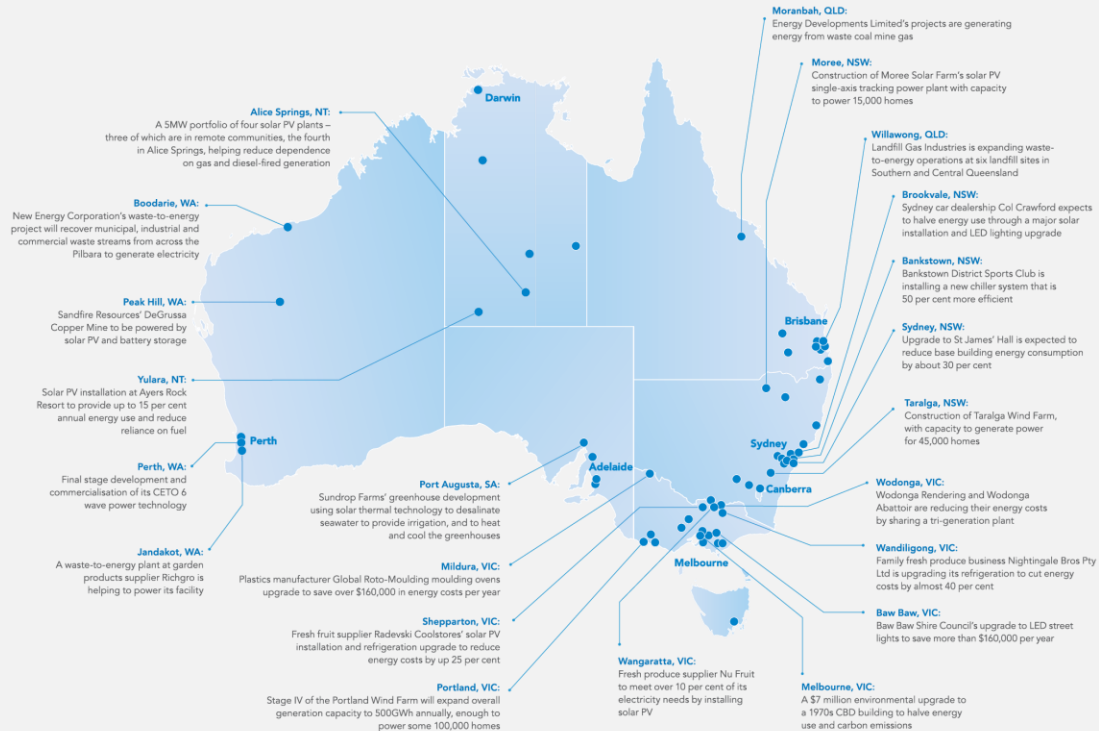 Moranbah, QLD:
Energy Developments Limited's projects are generating
energy from waste coal mine gas
Moree, NSW:
Construction of Moree Solar Farm's solar PV
single-axis tracking power plant with capacity
to power 15,000 homes
Darwin
Alice Springs, NT:
A 5MW portfolio of four solar PV plants –
three of which are in remote communities, the fourth
in Alice Springs, helping reduce dependence
on gas and diesel-fired generation
Willawong, QLD:
Landfill Gas Industries is expanding waste-
to-energy operations at six landfill sites in
Southern and Central Queensland
Boodarie, WA:
New Energy Corporation's waste-to-energy
project will recover municipal, industrial and
commercial waste streams from across the
Pilbara to generate electricity
Brookvale, NSW:
Sydney car dealership Col Crawford expects
to halve energy use through a major solar
installation and LED lighting upgrade
Bankstown, NSW:
Bankstown District Sports Club is
installing a new chiller system that is
50 per cent more efficient
Peak Hill, WA:
Sandfire Resources' DeGrussa
Copper Mine to be powered by
solar PV and battery storage
Brisbane
Sydney, NSW:
Upgrade to St James' Hall is expected to
reduce base building energy consumption
by about 30 per cent
Yulara, NT:
Solar PV installation at Ayers Rock
Resort to provide up to 15 per cent
annual energy use and reduce
reliance on fuel
Taralga, NSW:
Construction of Taralga Wind Farm,
with capacity to generate power
for 45,000 homes
Perth
Sydney
Perth, WA:
Final stage development and
commercialisation of its CETO 6
wave power technology
Adelaide
Port Augusta, SA:
Sundrop Farms' greenhouse development
using solar thermal technology to desalinate
seawater to provide irrigation, and to heat
and cool the greenhouses
Canberra
Wodonga, VIC:
Wodonga Rendering and Wodonga
Abattoir are reducing their energy costs
by sharing a tri-generation plant
Jandakot, WA:
A waste-to-energy plant at garden
products supplier Richgro is
helping to power its facility
Mildura, VIC:
Plastics manufacturer Global Roto-Moulding moulding ovens
upgrade to save over $160,000 in energy costs per year
Melbourne
Wandiligong, VIC:
Family fresh produce business Nightingale Bros Pty
Ltd is upgrading its refrigeration to cut energy
costs by almost 40 per cent
Shepparton, VIC:
Fresh fruit supplier Radevski Coolstores' solar PV
installation and refrigeration upgrade to reduce
energy costs by up 25 per cent
Baw Baw, VIC:
Baw Baw Shire Council's upgrade to LED street
lights to save more than $160,000 per year
Portland, VIC:
Stage IV of the Portland Wind Farm will expand overall
generation capacity to 500GWh annually, enough to
power some 100,000 homes
Wangaratta, VIC:
Fresh produce supplier Nu Fruit
to meet over 10 per cent of its
electricity needs by installing
solar PV
Melbourne, VIC:
A $7 million environmental upgrade to
a 1970s CBD building to halve energy
use and carbon emissions